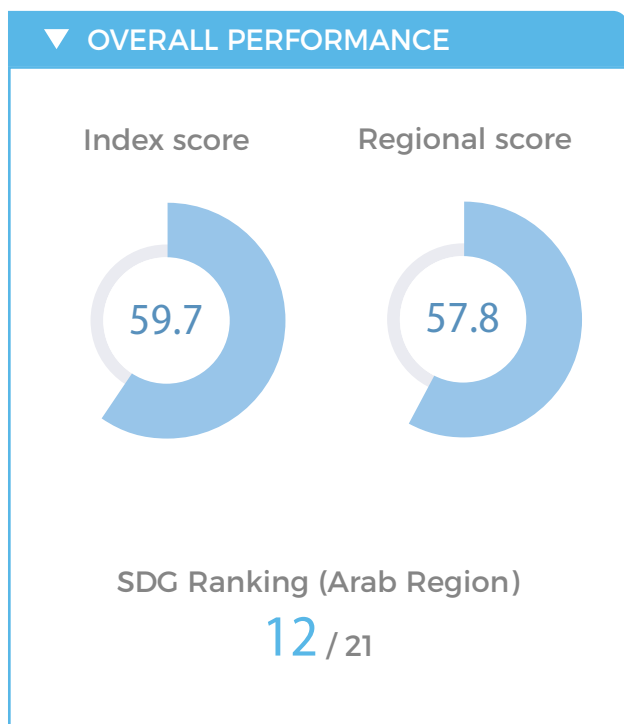 ▼ OVERALL PERFORMANCE
Index score
Regional score
59.7
57.8
SDG Ranking (Arab Region)
12 / 21